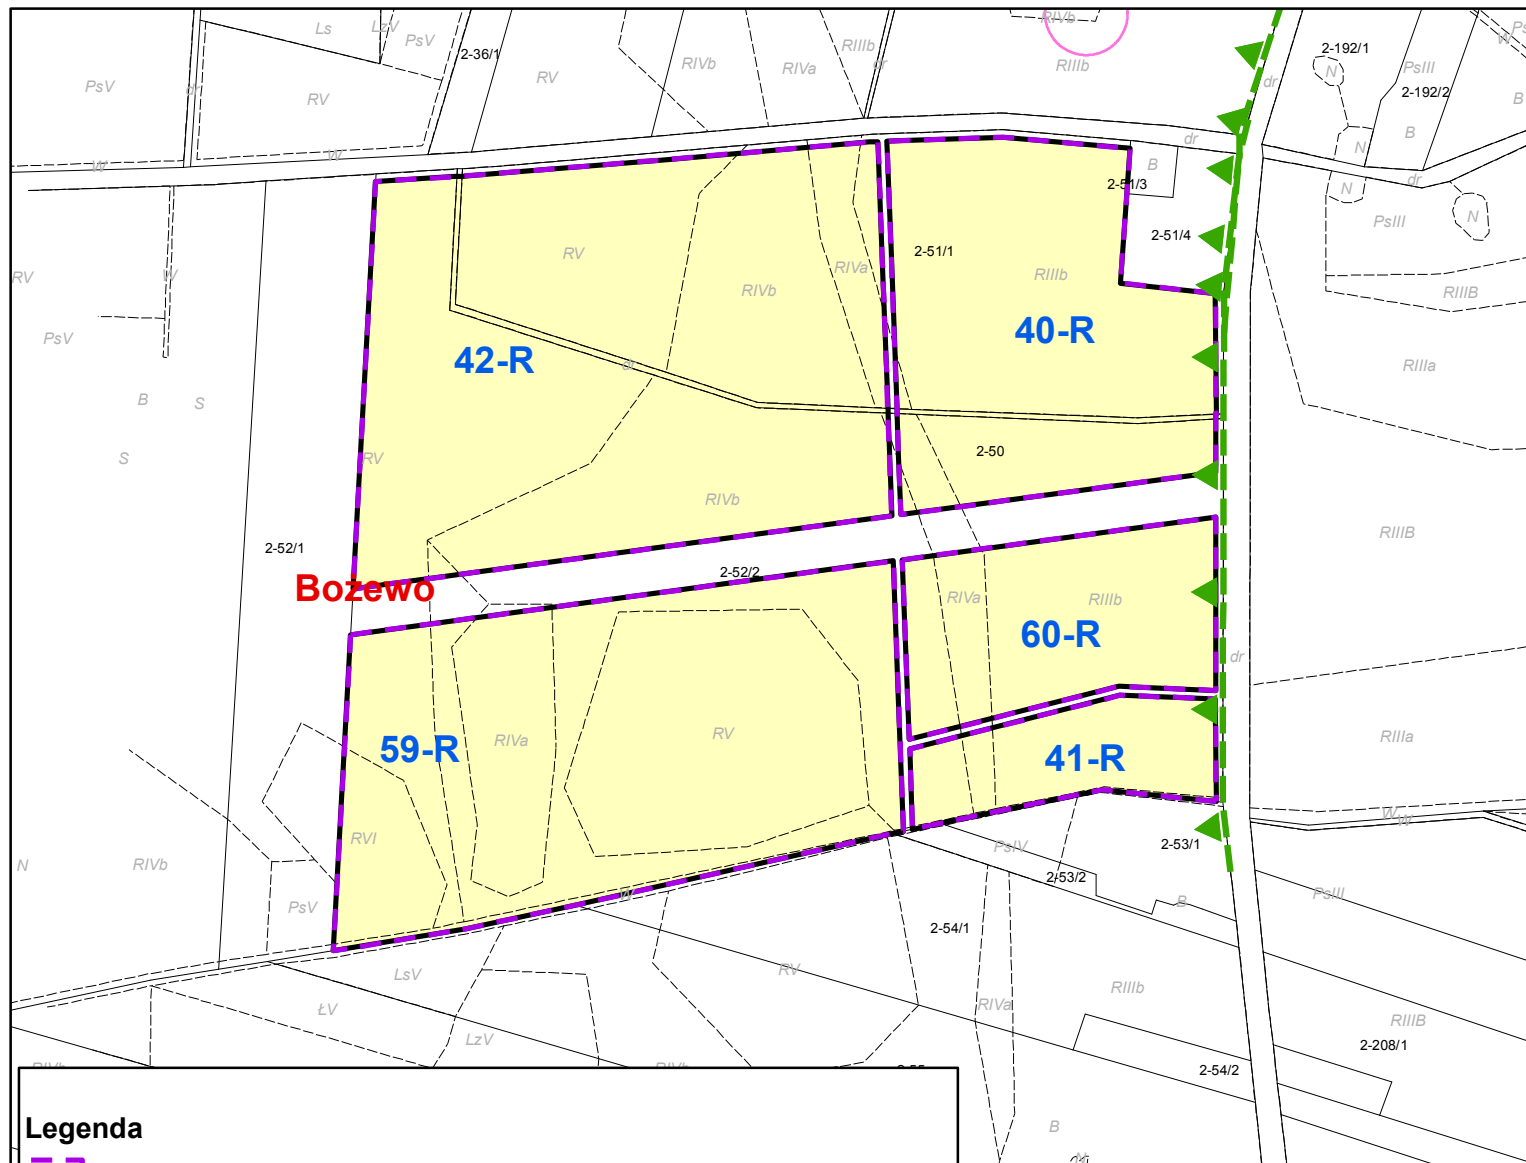 Ls
LzV
PsV
2-36/1
RIVb
RIIIb
2-192/1
PsV
dr
RV
RV
RIVb
RIVa
dr
RIIIb
dr
N
PsIII
2-192/2
B
W
W
W
dr
B
N
B
2-51/3
N
dr
N
PsIII
2-51/4
2-51/1
RV
RIVa
RIIIb
RV
W
RIVb
RIIIB
40-R
PsV
42-R
dr
RIIIa
B
S
S
RV
2-50
RIVb
RIIIB
2-52/1
2-52/2
Bożewo
RIVa
RIIIb
60-R
dr
59-R
RIVa
RV
RIIIa
41-R
W
W
N
RIVb
RVI
PsIV
2-53/1
2-53/2
PsV
W
B
PsIII
2-54/1
LsV
RV
RIVa
RIIIb
ŁV
LzV
RIIIB
2-208/1
2-54/2
B
N
Legenda